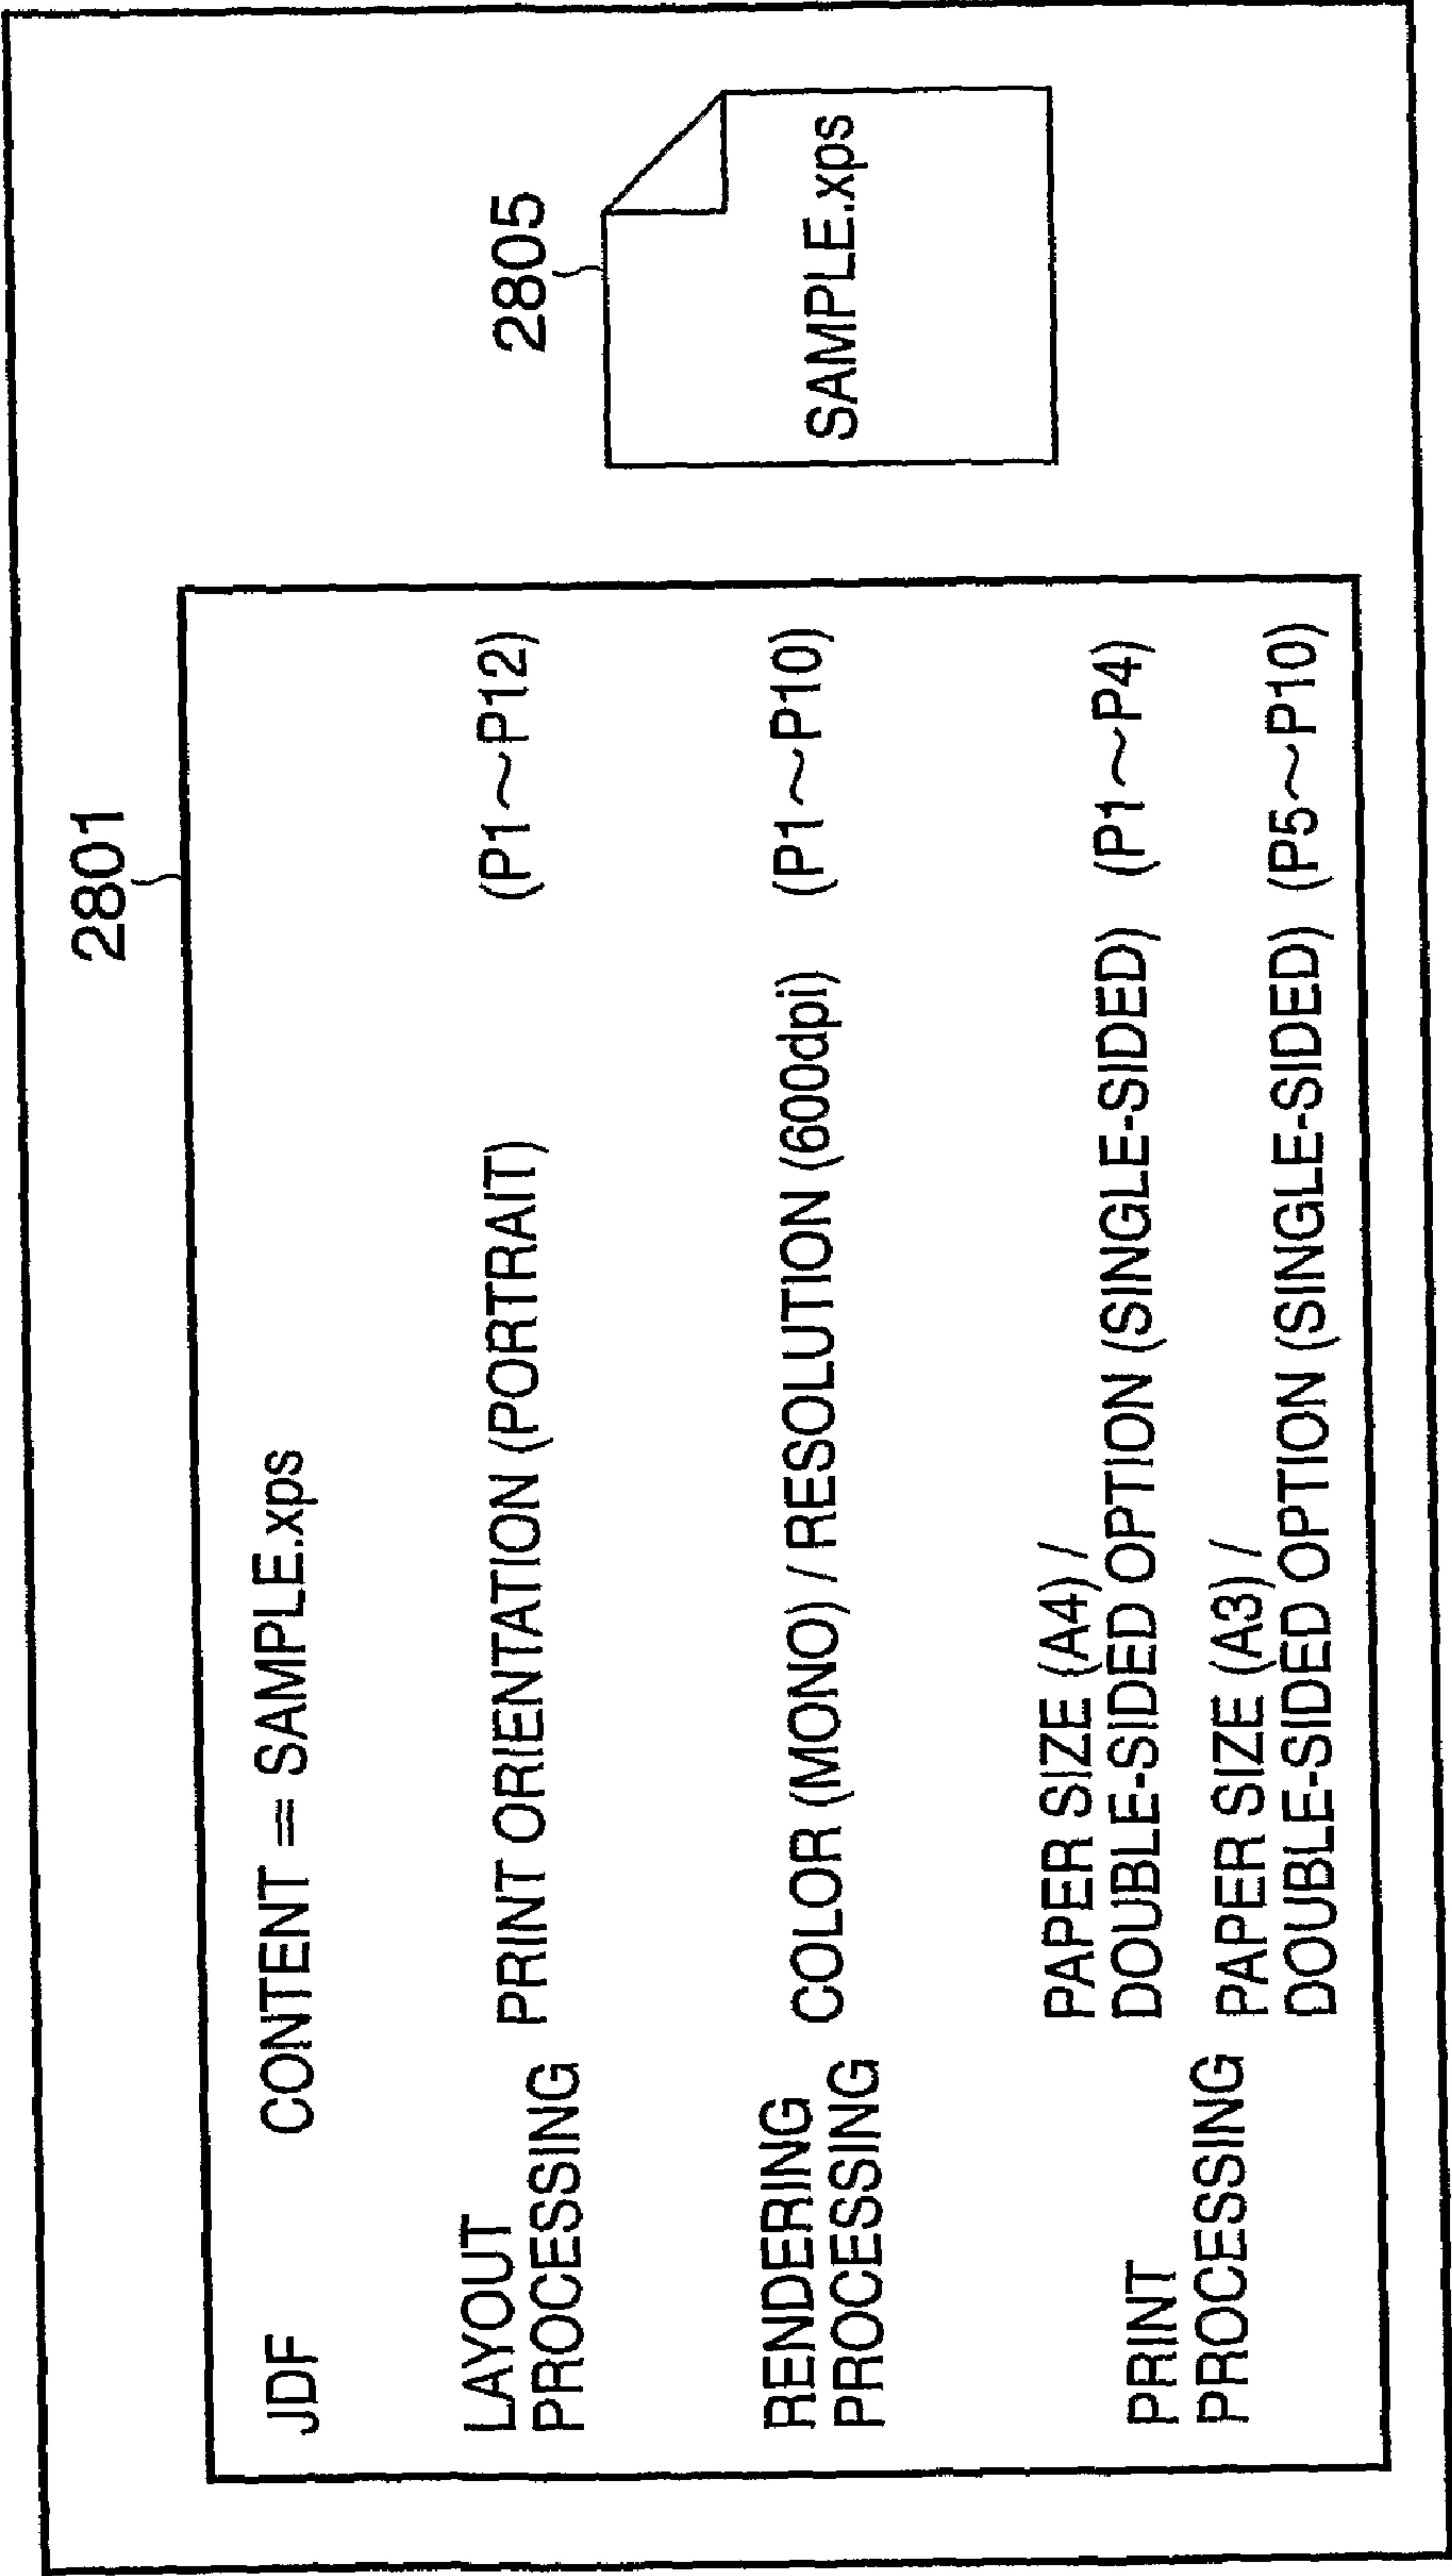 2801
JDF CONTENT = SAMPLE.xps
LAYOUT
PROCESSING
PRINT ORIENTATION (PORTRAIT) (P1～P12)
RENDERING
PROCESSING
COLOR (MONO) / RESOLUTION (600dpi) (P1～P10)
PRINT
PROCESSING
PAPER SIZE (A4) /
DOUBLE-SIDED OPTION (SINGLE-SIDED) (P1～P4)
PAPER SIZE (A3) /
DOUBLE-SIDED OPTION (SINGLE-SIDED) (P5～P10)
2805
SAMPLE.xps